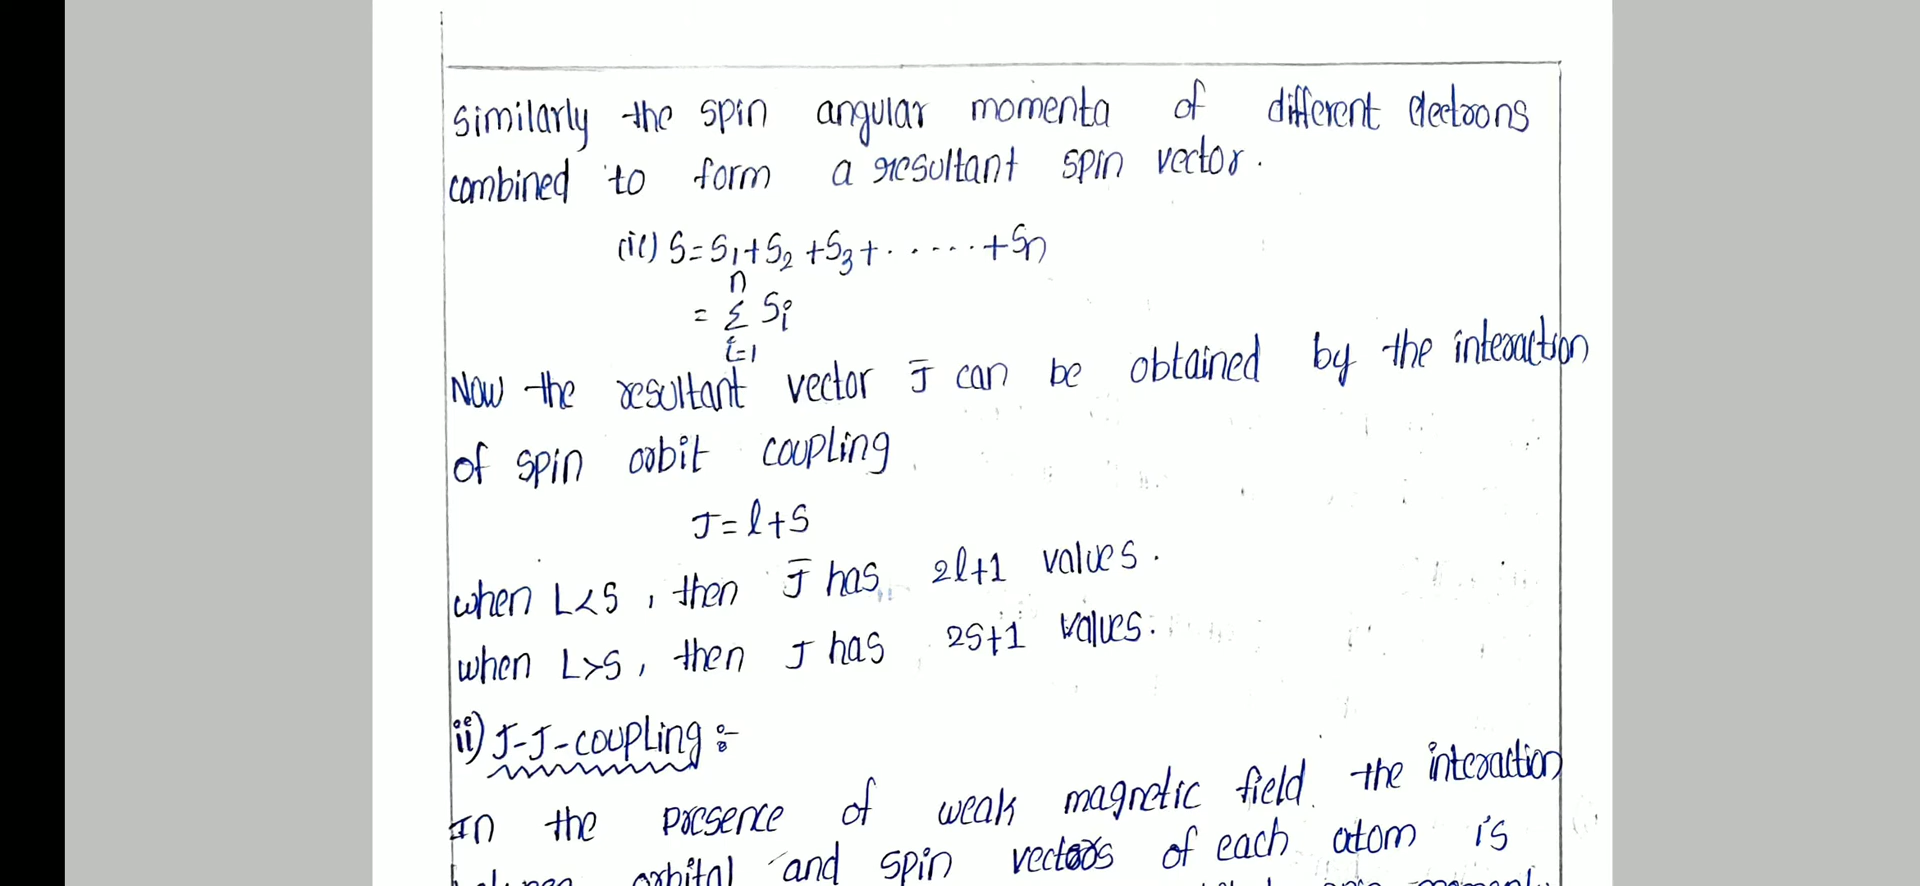 similarly the spin angular momenta of different electrons
combined to form a resultant spin vector.
(ie) S = S₁ + S₂ + S₃ + ...... + Sn
n
= Σ Si
i=1
Now the resultant vector J̄ can be obtained by the interaction
of spin orbit coupling
J = l + S
when L < S, then J̄ has 2l+1 values.
when L > S, then J has 2S+1 values.
ii) J-J-coupling :-
In the presence of weak magnetic field the interaction
orbital and spin vectors of each atom is